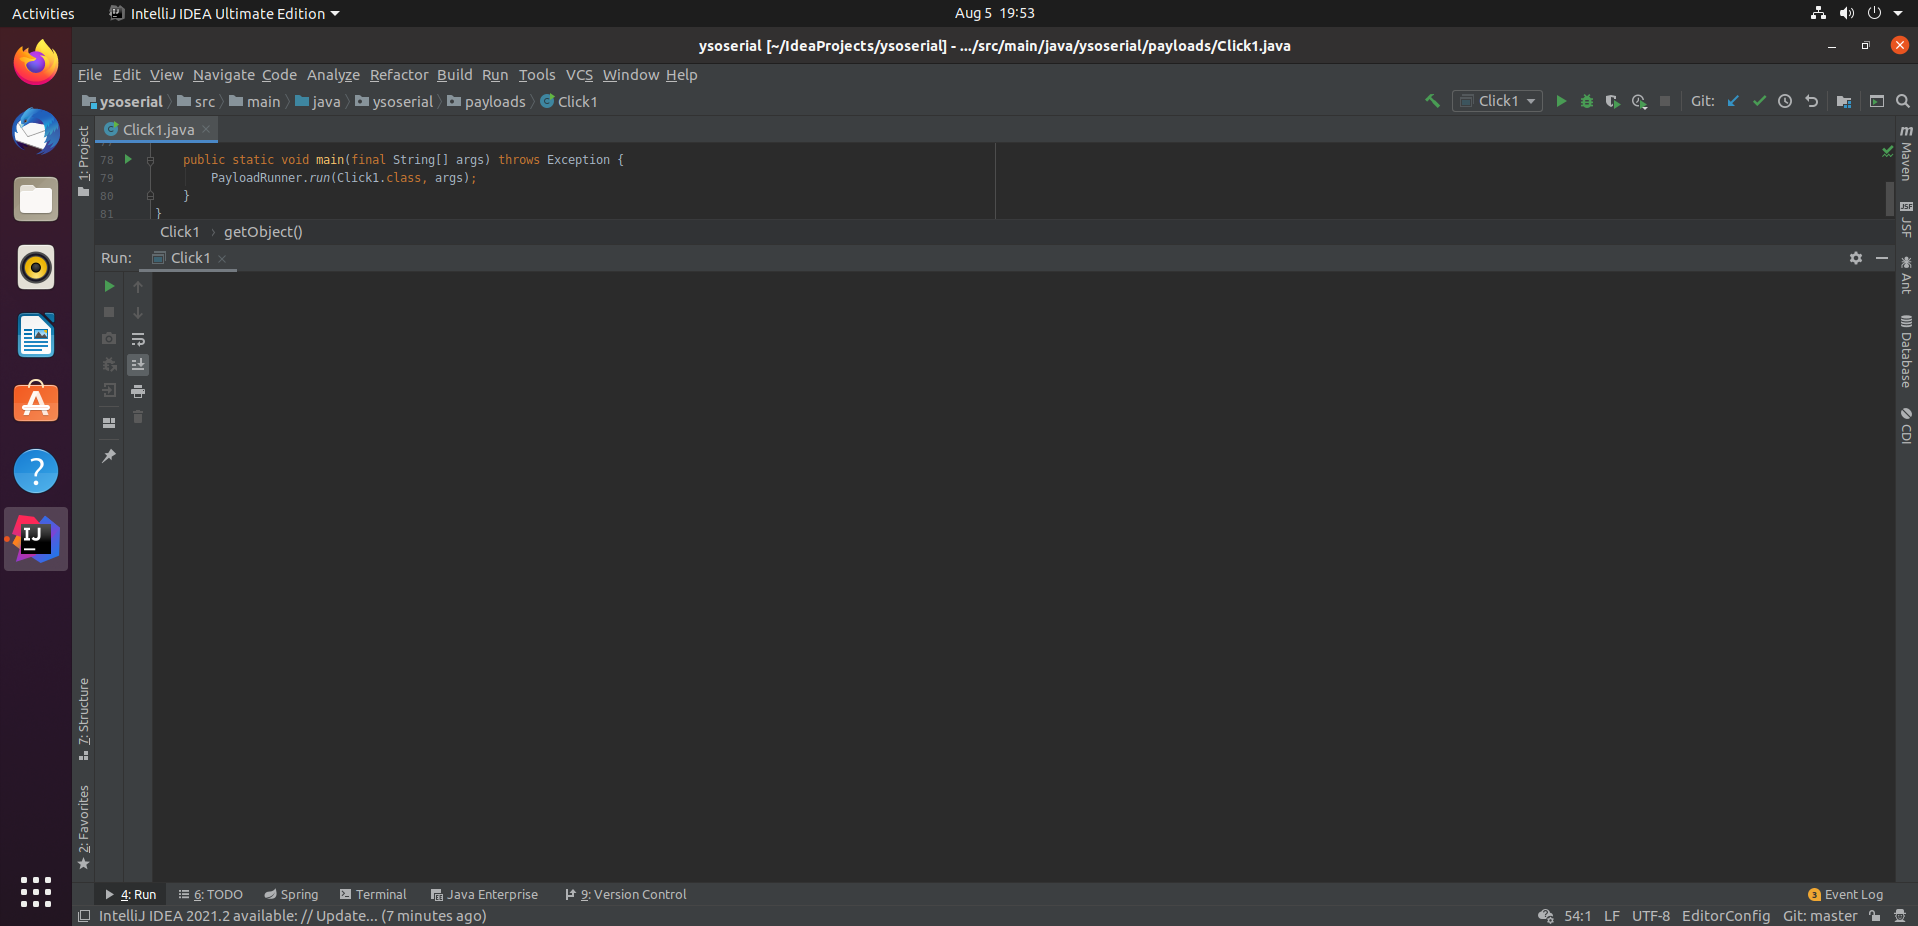 Activities IntelliJ IDEA Ultimate Edition Aug 5 19:53
ysoserial [~/IdeaProjects/ysoserial] - .../src/main/java/ysoserial/payloads/Click1.java
File Edit View Navigate Code Analyze Refactor Build Run Tools VCS Window Help
ysoserial src main java ysoserial payloads Click1 Click1 Git:
Click1.java
78 public static void main(final String[] args) throws Exception {
79 PayloadRunner.run(Click1.class, args);
80 }
81 }
Click1 › getObject()
Run: Click1
1: Project
7: Structure
2: Favorites
m Maven
JSF JSF
Ant
Database
CDI
4: Run 6: TODO Spring Terminal Java Enterprise 9: Version Control 3 Event Log
IntelliJ IDEA 2021.2 available: // Update... (7 minutes ago) 54:1 LF UTF-8 EditorConfig Git: master